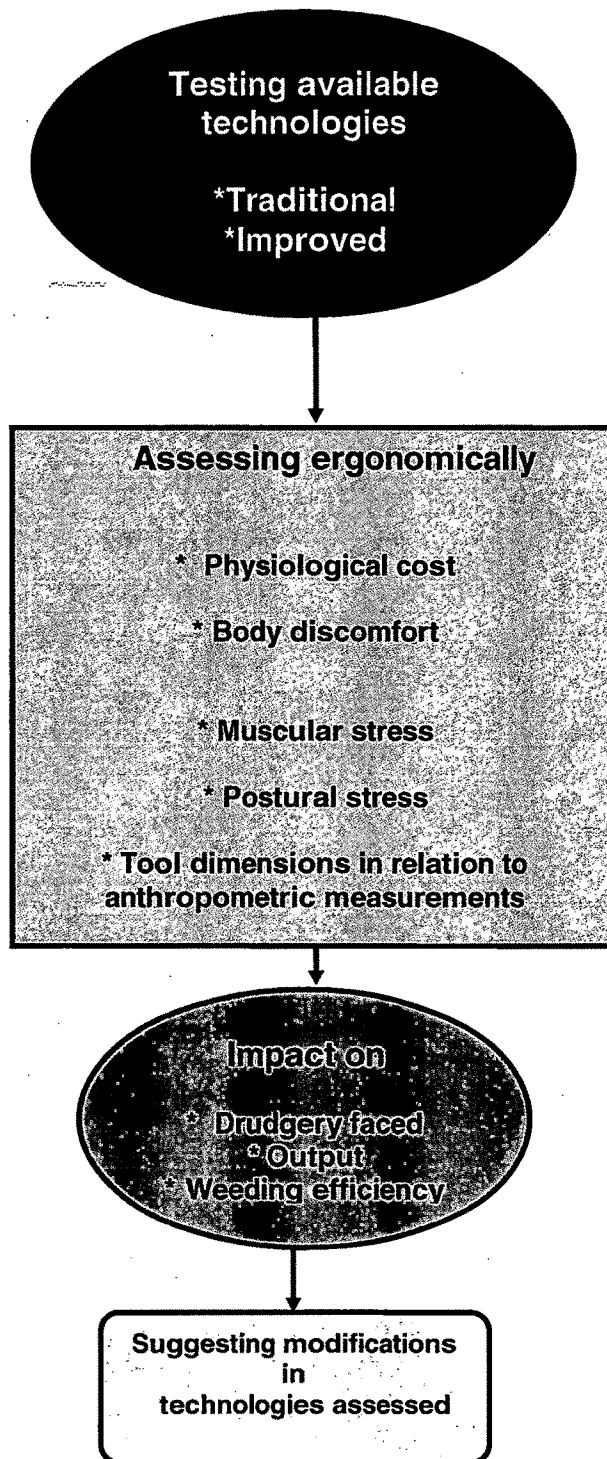 Testing available
technologies
*Traditional
*Improved
Assessing ergonomically
* Physiological cost
* Body discomfort
* Muscular stress
* Postural stress
* Tool dimensions in relation to
anthropometric measurements
Impact on
* Drudgery faced
* Output
* Weeding efficiency
Suggesting modifications
in
technologies assessed